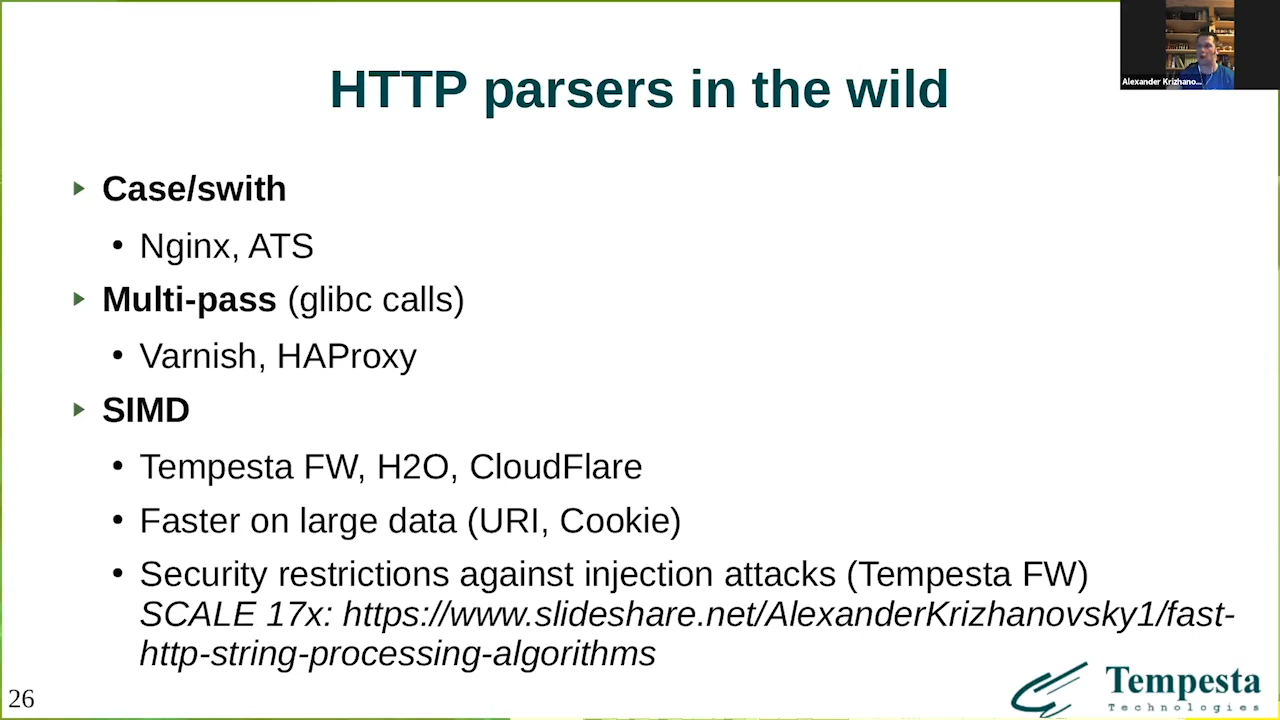 Alexander Krizhano...
HTTP parsers in the wild
Case/swith
Nginx, ATS
Multi-pass (glibc calls)
Varnish, HAProxy
SIMD
Tempesta FW, H2O, CloudFlare
Faster on large data (URI, Cookie)
Security restrictions against injection attacks (Tempesta FW)
SCALE 17x: https://www.slideshare.net/AlexanderKrizhanovsky1/fast-
http-string-processing-algorithms
26
Tempesta
Technologies